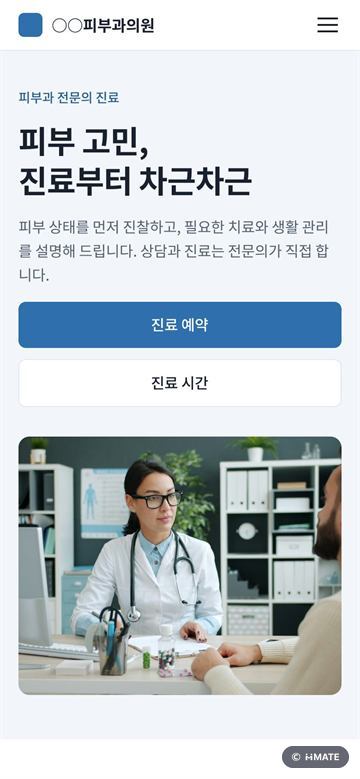 ○○피부과의원
피부과 전문의 진료
피부 고민,
진료부터 차근차근
피부 상태를 먼저 진찰하고, 필요한 치료와 생활 관리
를 설명해 드립니다. 상담과 진료는 전문의가 직접 합
니다.
진료 예약
진료 시간
© HMATE